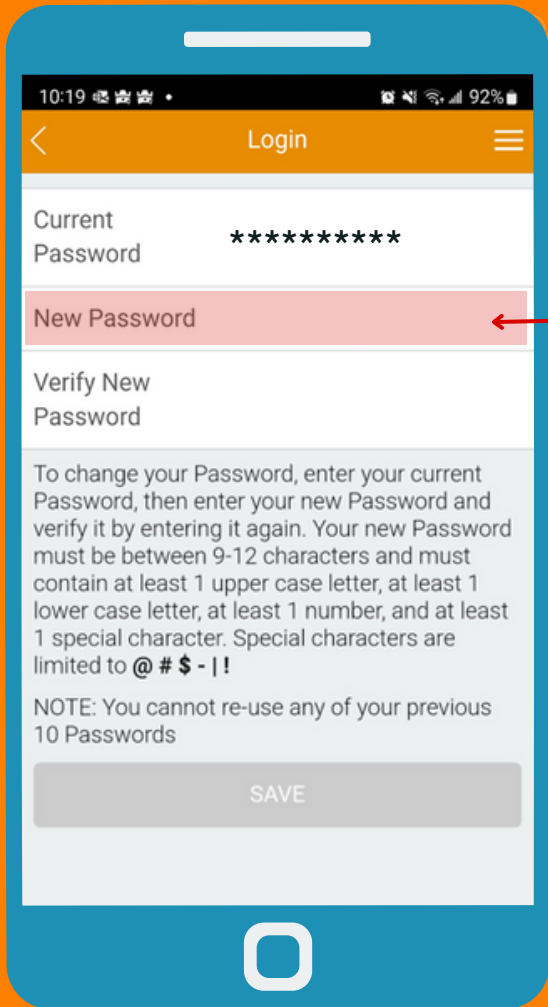 10:19 92%
Login
Current
Password
**********
New Password
Verify New
Password
To change your Password, enter your current
Password, then enter your new Password and
verify it by entering it again. Your new Password
must be between 9-12 characters and must
contain at least 1 upper case letter, at least 1
lower case letter, at least 1 number, and at least
1 special character. Special characters are
limited to @ # $ - | !
NOTE: You cannot re-use any of your previous
10 Passwords
SAVE